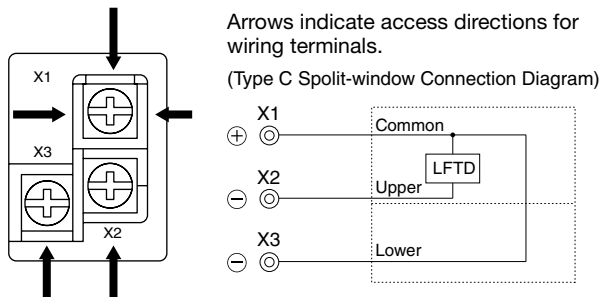 Arrows indicate access directions for
wiring terminals.
(Type C Spolit-window Connection Diagram)
X1
X3
X2
X1
Common
LFTD
X2
Upper
X3
Lower